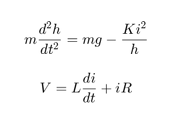 m d²h/dt² = mg − Ki²/h
V = L di/dt + iR